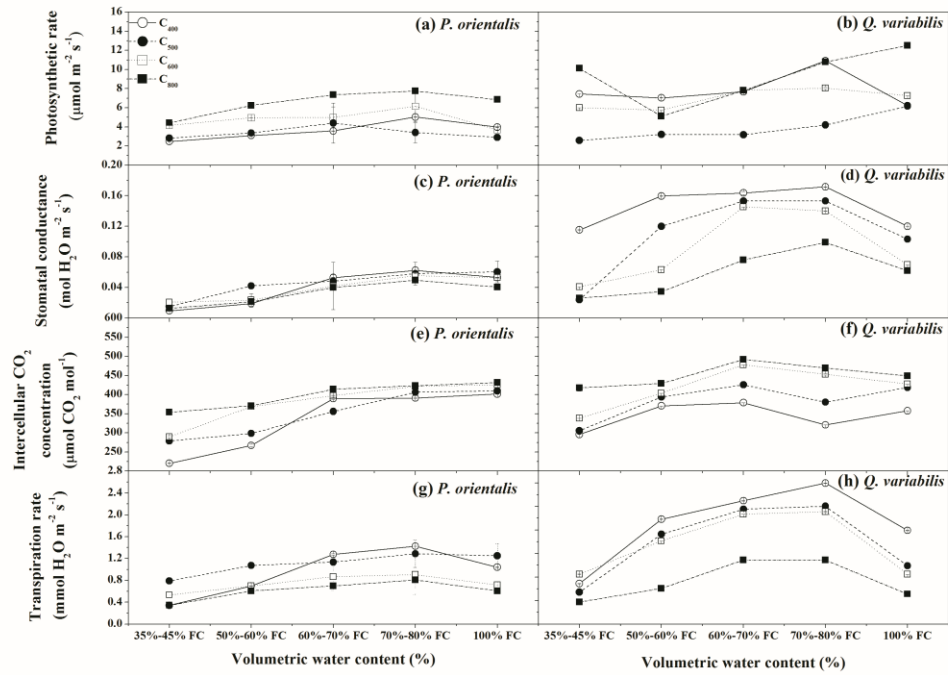 Photosynthetic rate
(μmol m⁻² s⁻¹)
16
14
12
10
8
6
4
2
0.20
C400
C500
C600
C800
(a) P. orientalis
(b) Q. variabilis
Stomatal conductance
(mol H₂O m⁻² s⁻¹)
0.16
0.12
0.08
0.04
600
(c) P. orientalis
(d) Q. variabilis
Intercellular CO₂
concentration
(μmol CO₂ mol⁻¹)
550
500
450
400
350
300
250
2.8
(e) P. orientalis
(f) Q. variabilis
Transpiration rate
(mmol H₂O m⁻² s⁻¹)
2.4
2.0
1.6
1.2
0.8
0.4
0.0
(g) P. orientalis
(h) Q. variabilis
35%-45% FC 50%-60% FC 60%-70% FC 70%-80% FC 100% FC
35%-45% FC 50%-60% FC 60%-70% FC 70%-80% FC 100% FC
Volumetric water content (%)
Volumetric water content (%)